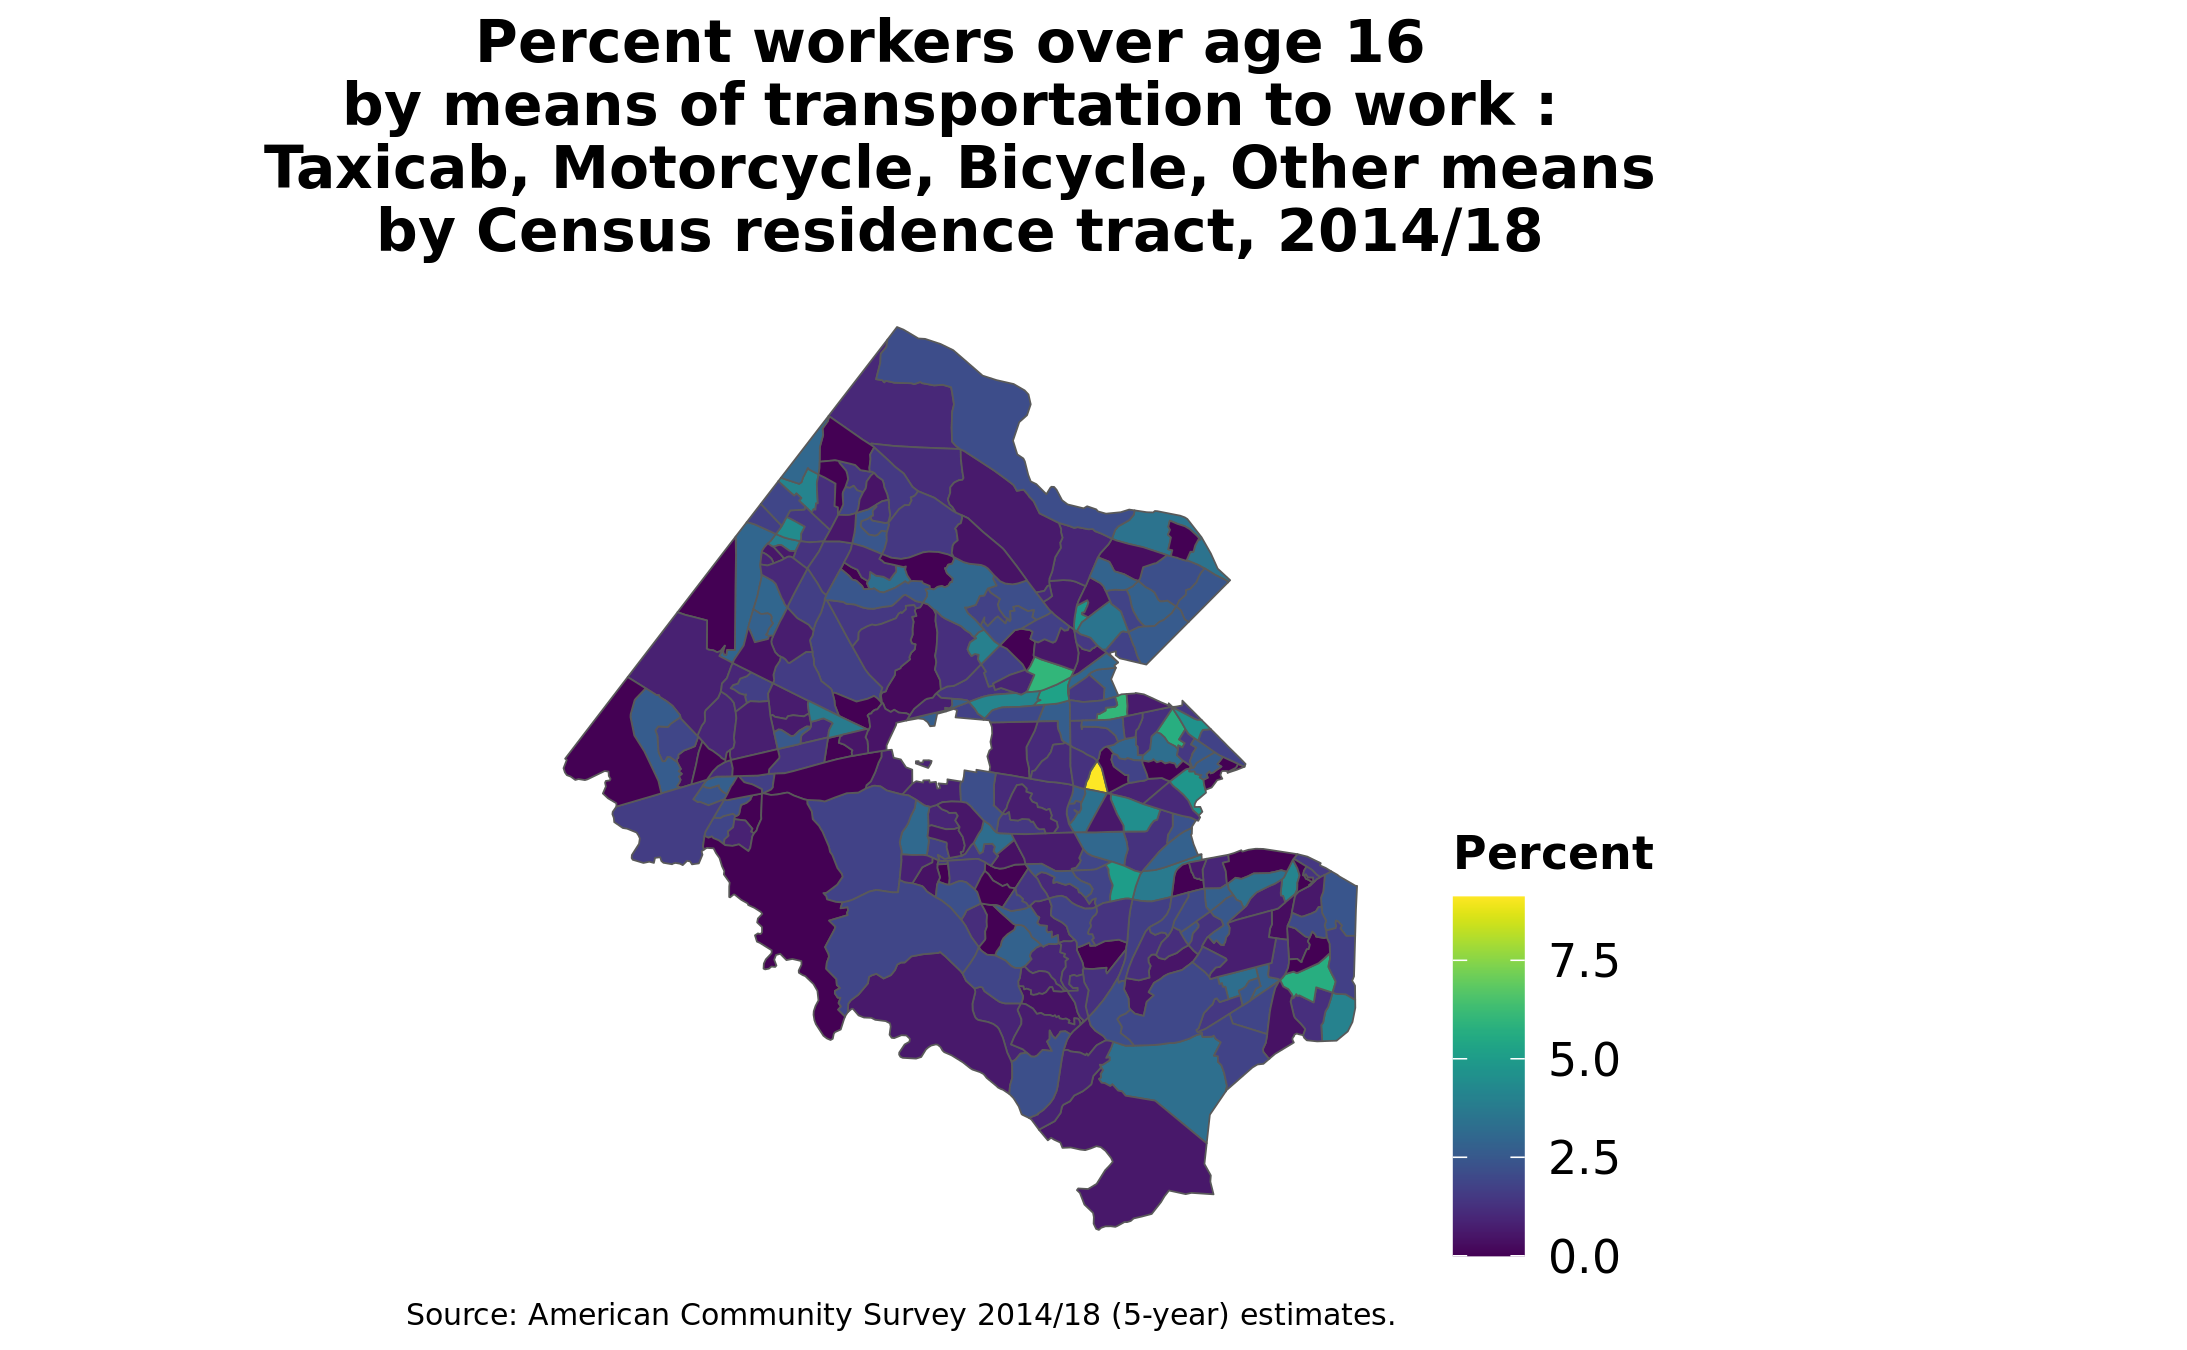 Percent workers over age 16
by means of transportation to work :
Taxicab, Motorcycle, Bicycle, Other means
by Census residence tract, 2014/18
Percent
7.5
5.0
2.5
0.0
Source: American Community Survey 2014/18 (5-year) estimates.